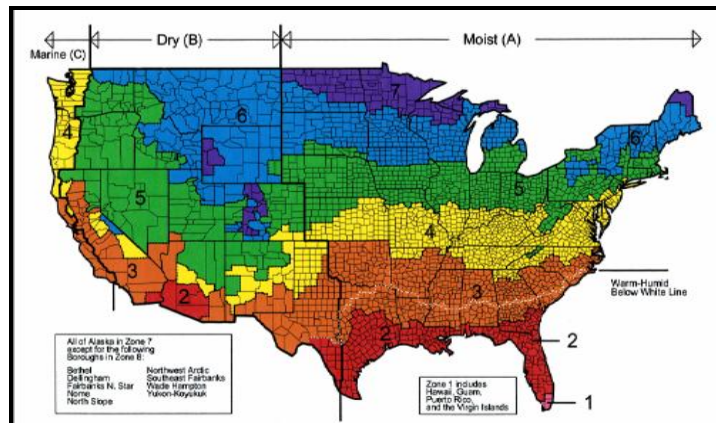 Marine (C)
Dry (B)
Moist (A)
7
6
6
4
5
5
4
3
3
2
2
Warm-Humid
Below White Line
2
1
All of Alaska in Zone 7
except for the following
Boroughs in Zone 8:
Bethel Northwest Arctic
Dellingham Southeast Fairbanks
Fairbanks N. Star Wade Hampton
Nome Yukon-Koyukuk
North Slope
Zone 1 includes
Hawaii, Guam,
Puerto Rico,
and the Virgin Islands